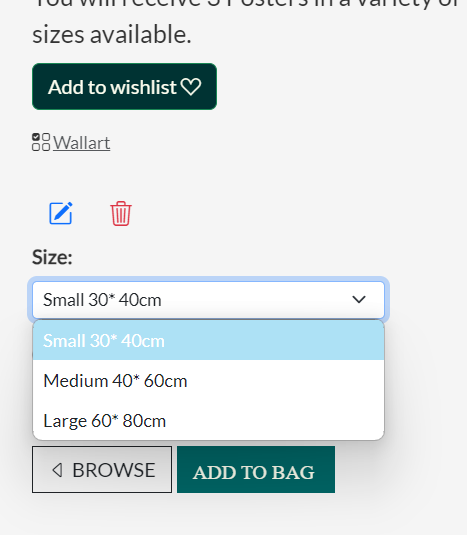 You will receive 3 Posters in a variety of
sizes available.
Add to wishlist
Wallart
Size:
Small 30* 40cm
Small 30* 40cm
Medium 40* 60cm
Large 60* 80cm
BROWSE
ADD TO BAG